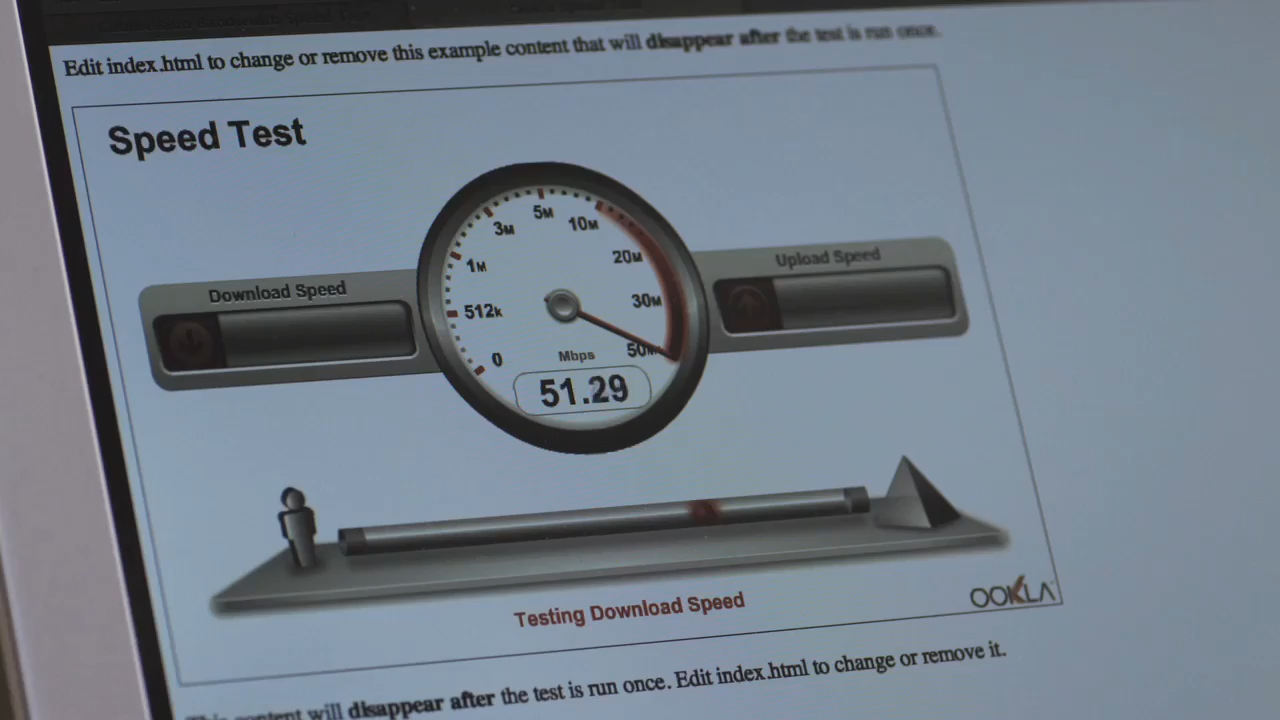 Edit index.html to change or remove this example content that will disappear after the test is run once.
Speed Test
5M
3M
10M
1M
20M
Upload Speed
Download Speed
512k
30M
0
Mbps
50M
51.29
Testing Download Speed
OOKLA
This content will disappear after the test is run once. Edit index.html to change or remove it.